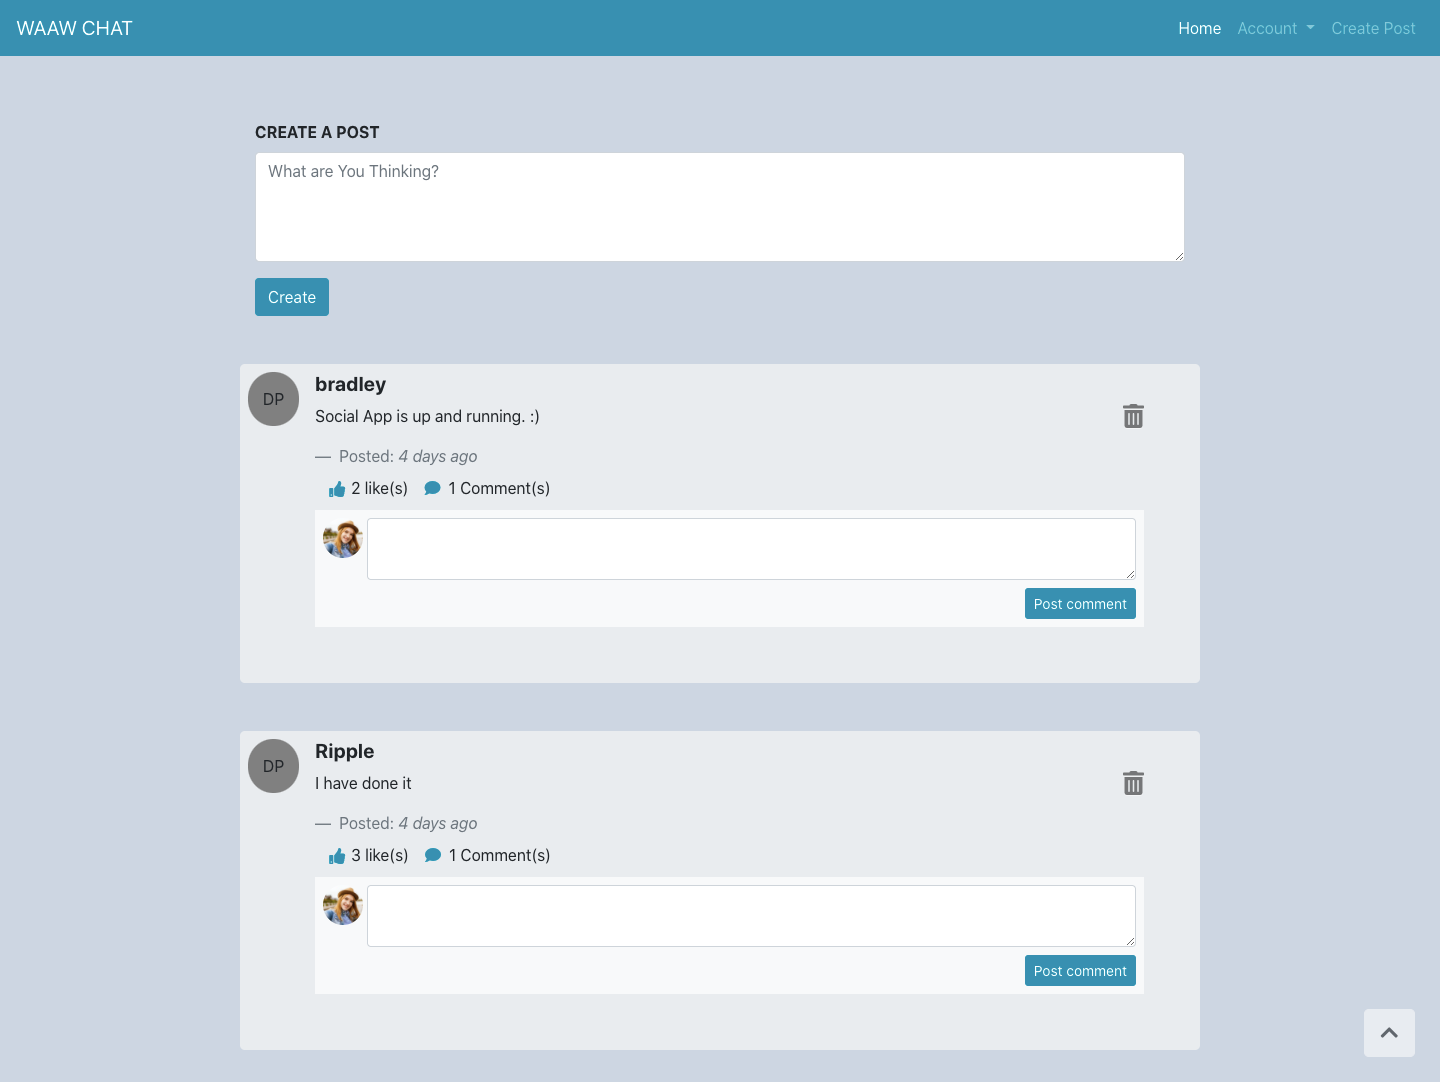 WAAW CHAT
Home Account Create Post
CREATE A POST
What are You Thinking?
Create
DP
bradley
Social App is up and running. :)
— Posted: 4 days ago
2 like(s) 1 Comment(s)
Post comment
DP
Ripple
I have done it
— Posted: 4 days ago
3 like(s) 1 Comment(s)
Post comment